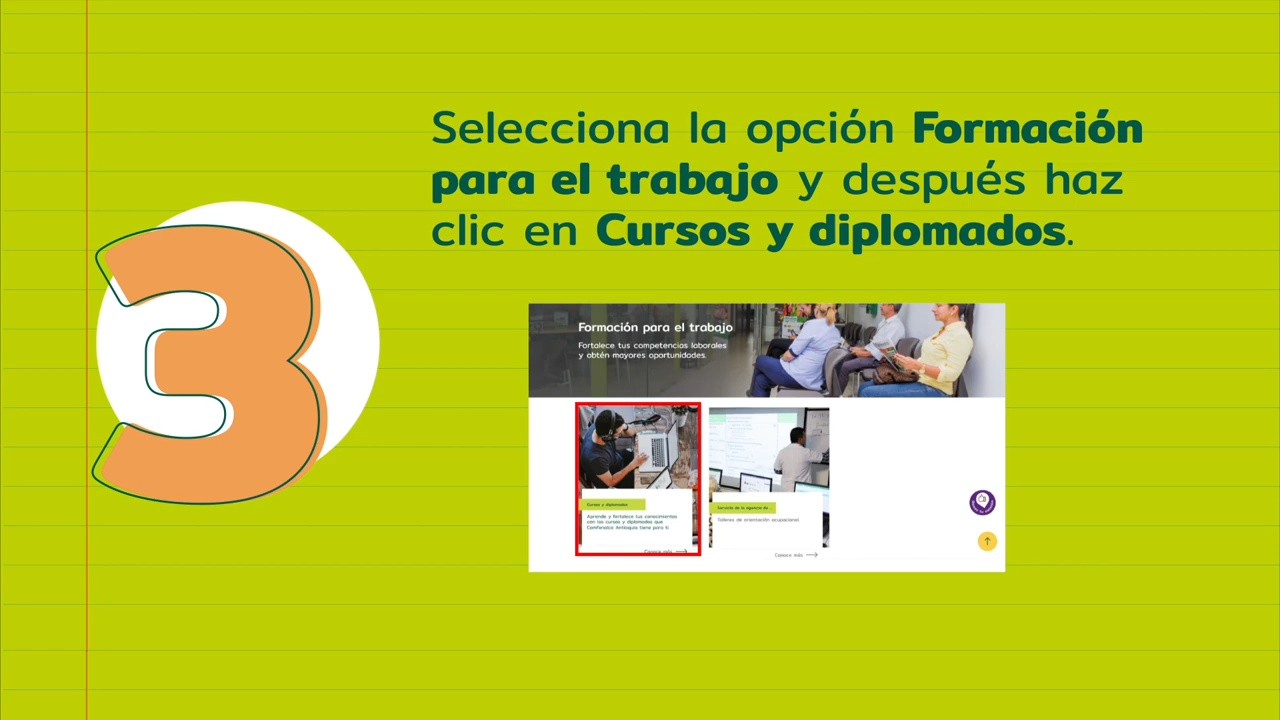 Selecciona la opción Formación
para el trabajo y después haz
clic en Cursos y diplomados.
3
Formación para el trabajo
Fortalece tus competencias laborales
y obtén mayores oportunidades.
Cursos y diplomados
Aprende y fortalece tus conocimientos
con los cursos y diplomados que
Comfenalco Antioquia tiene para ti.
Conoce más
Servicio de la agencia de...
Talleres de orientación ocupacional
Conoce más